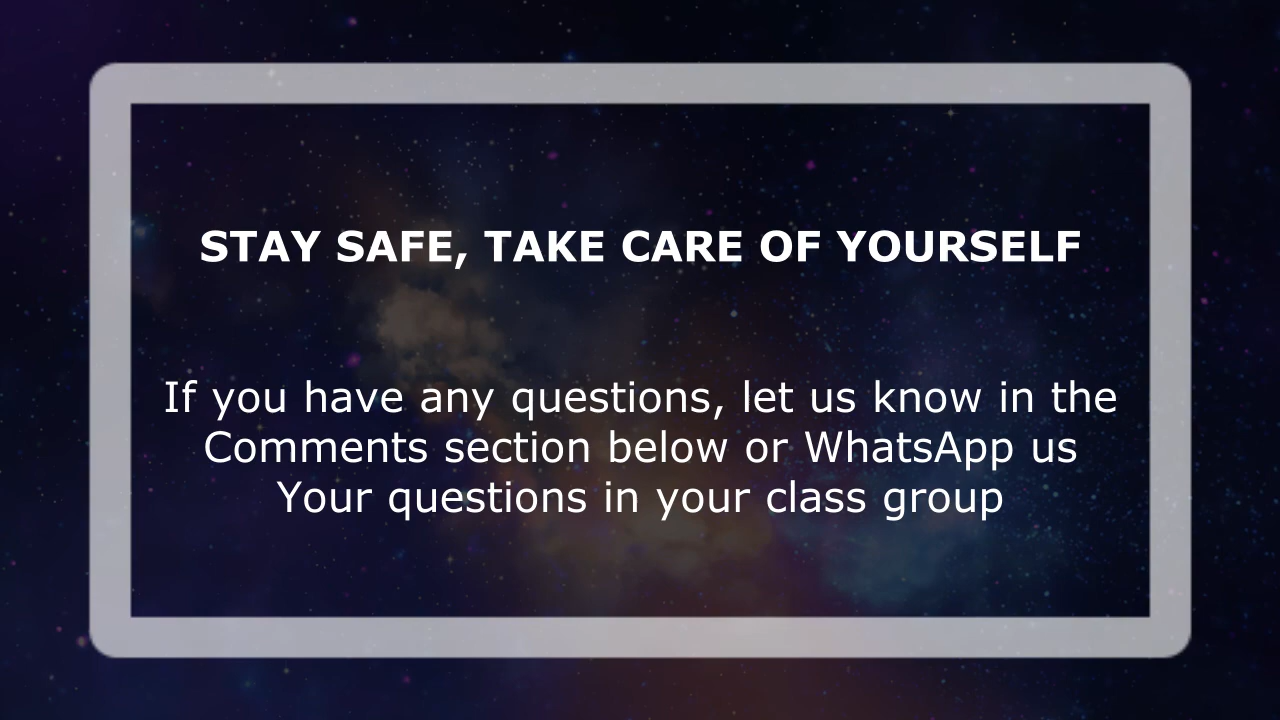 STAY SAFE, TAKE CARE OF YOURSELF
If you have any questions, let us know in the
Comments section below or WhatsApp us
Your questions in your class group